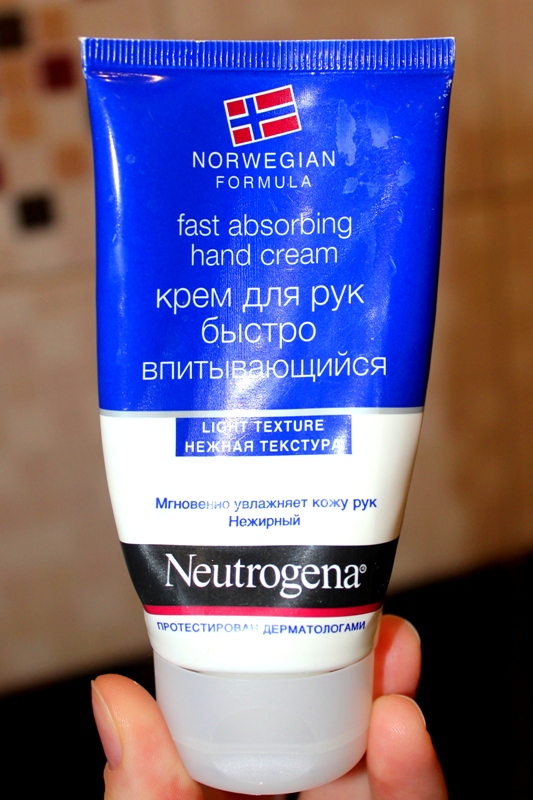 NORWEGIAN
FORMULA
fast absorbing
hand cream
крем для рук
быстро
впитывающийся
LIGHT TEXTURE
НЕЖНАЯ ТЕКСТУРА
Мгновенно увлажняет кожу рук
Нежирный
Neutrogena®
ПРОТЕСТИРОВАН ДЕРМАТОЛОГАМИ